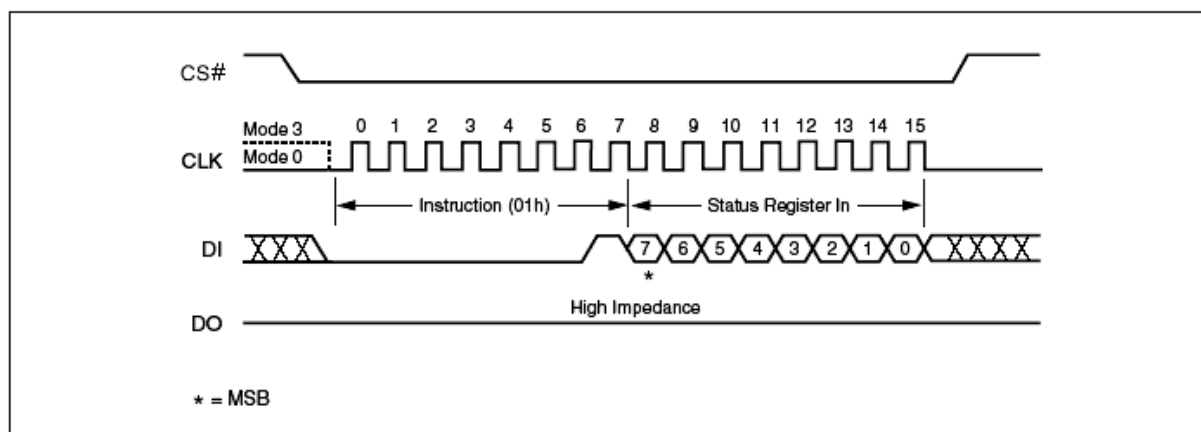 CS#
Mode 3
0 1 2 3 4 5 6 7 8 9 10 11 12 13 14 15
CLK
Mode 0
Instruction (01h)
Status Register In
DI
7 6 5 4 3 2 1 0
*
High Impedance
DO
* = MSB